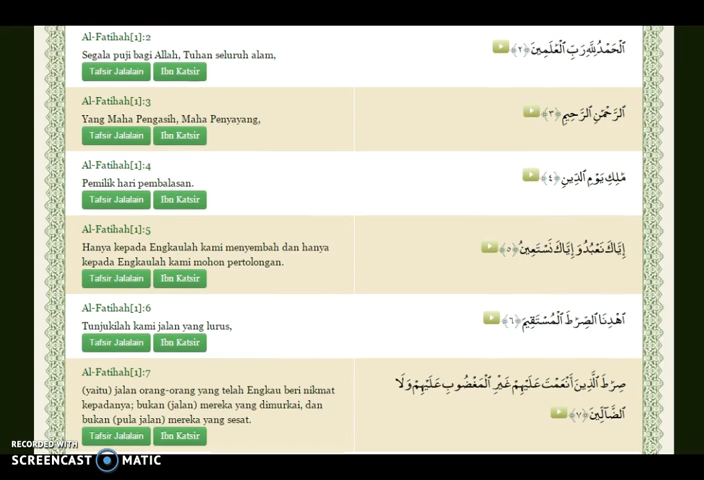 Al-Fatihah[1]:2
Segala puji bagi Allah, Tuhan seluruh alam,
Tafsir Jalalain Ibn Katsir
ٱلْحَمْدُ لِلَّهِ رَبِّ ٱلْعَٰلَمِينَ ﴿٢﴾
Al-Fatihah[1]:3
Yang Maha Pengasih, Maha Penyayang,
Tafsir Jalalain Ibn Katsir
ٱلرَّحْمَٰنِ ٱلرَّحِيمِ ﴿٣﴾
Al-Fatihah[1]:4
Pemilik hari pembalasan.
Tafsir Jalalain Ibn Katsir
مَٰلِكِ يَوْمِ ٱلدِّينِ ﴿٤﴾
Al-Fatihah[1]:5
Hanya kepada Engkaulah kami menyembah dan hanya
kepada Engkaulah kami mohon pertolongan.
Tafsir Jalalain Ibn Katsir
إِيَّاكَ نَعْبُدُ وَإِيَّاكَ نَسْتَعِينُ ﴿٥﴾
Al-Fatihah[1]:6
Tunjukilah kami jalan yang lurus,
Tafsir Jalalain Ibn Katsir
ٱهْدِنَا ٱلصِّرَٰطَ ٱلْمُسْتَقِيمَ ﴿٦﴾
Al-Fatihah[1]:7
(yaitu) jalan orang-orang yang telah Engkau beri nikmat
kepadanya; bukan (jalan) mereka yang dimurkai, dan
bukan (pula jalan) mereka yang sesat.
Tafsir Jalalain Ibn Katsir
صِرَٰطَ ٱلَّذِينَ أَنْعَمْتَ عَلَيْهِمْ غَيْرِ ٱلْمَغْضُوبِ عَلَيْهِمْ وَلَا
ٱلضَّآلِّينَ ﴿٧﴾
RECORDED WITH
SCREENCAST MATIC